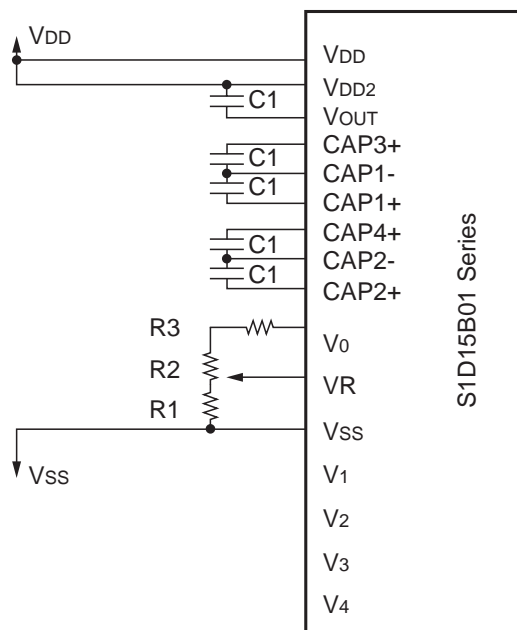 VDD
VDD
VDD2
C1
VOUT
CAP3+
C1
CAP1-
C1
CAP1+
CAP4+
C1
CAP2-
C1
CAP2+
S1D15B01 Series
R3
V0
R2
VR
R1
VSS
VSS
V1
V2
V3
V4